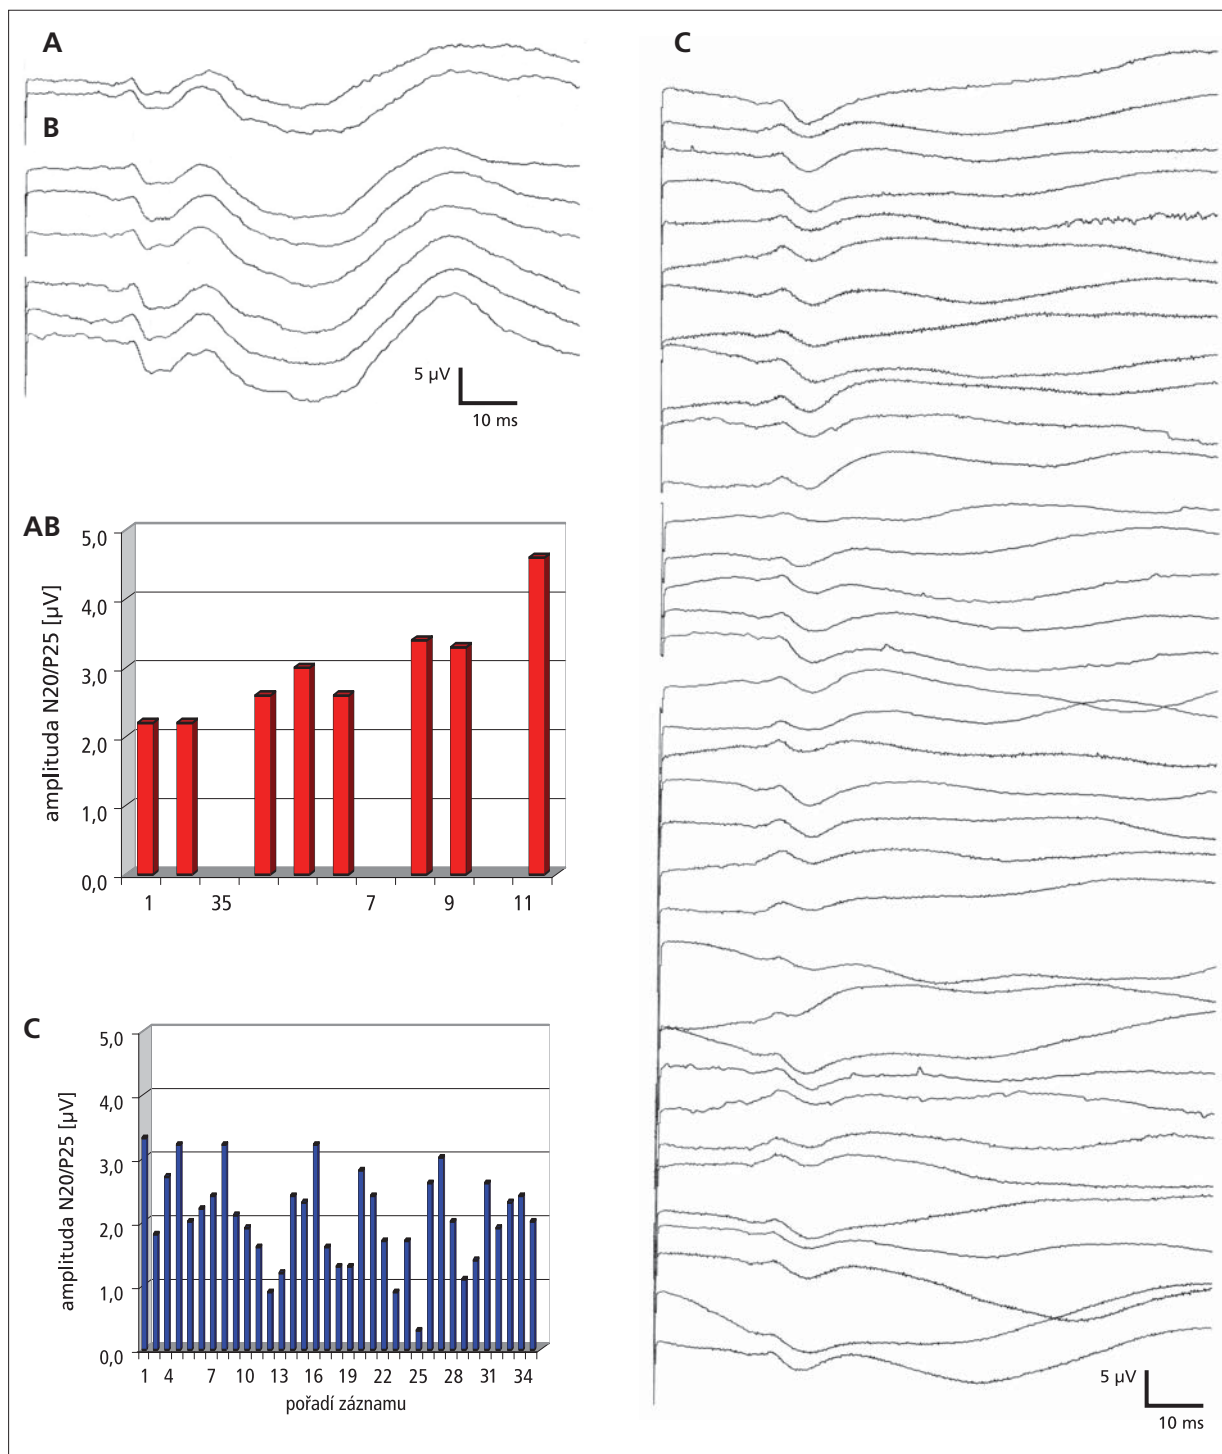 A
B
5 µV
10 ms
AB
amplituda N20/P25 [µV]
5,0
4,0
3,0
2,0
1,0
0,0
1 35 7 9 11
C
amplituda N20/P25 [µV]
5,0
4,0
3,0
2,0
1,0
0,0
1 4 7 10 13 16 19 22 25 28 31 34
pořadí záznamu
C
5 µV
10 ms